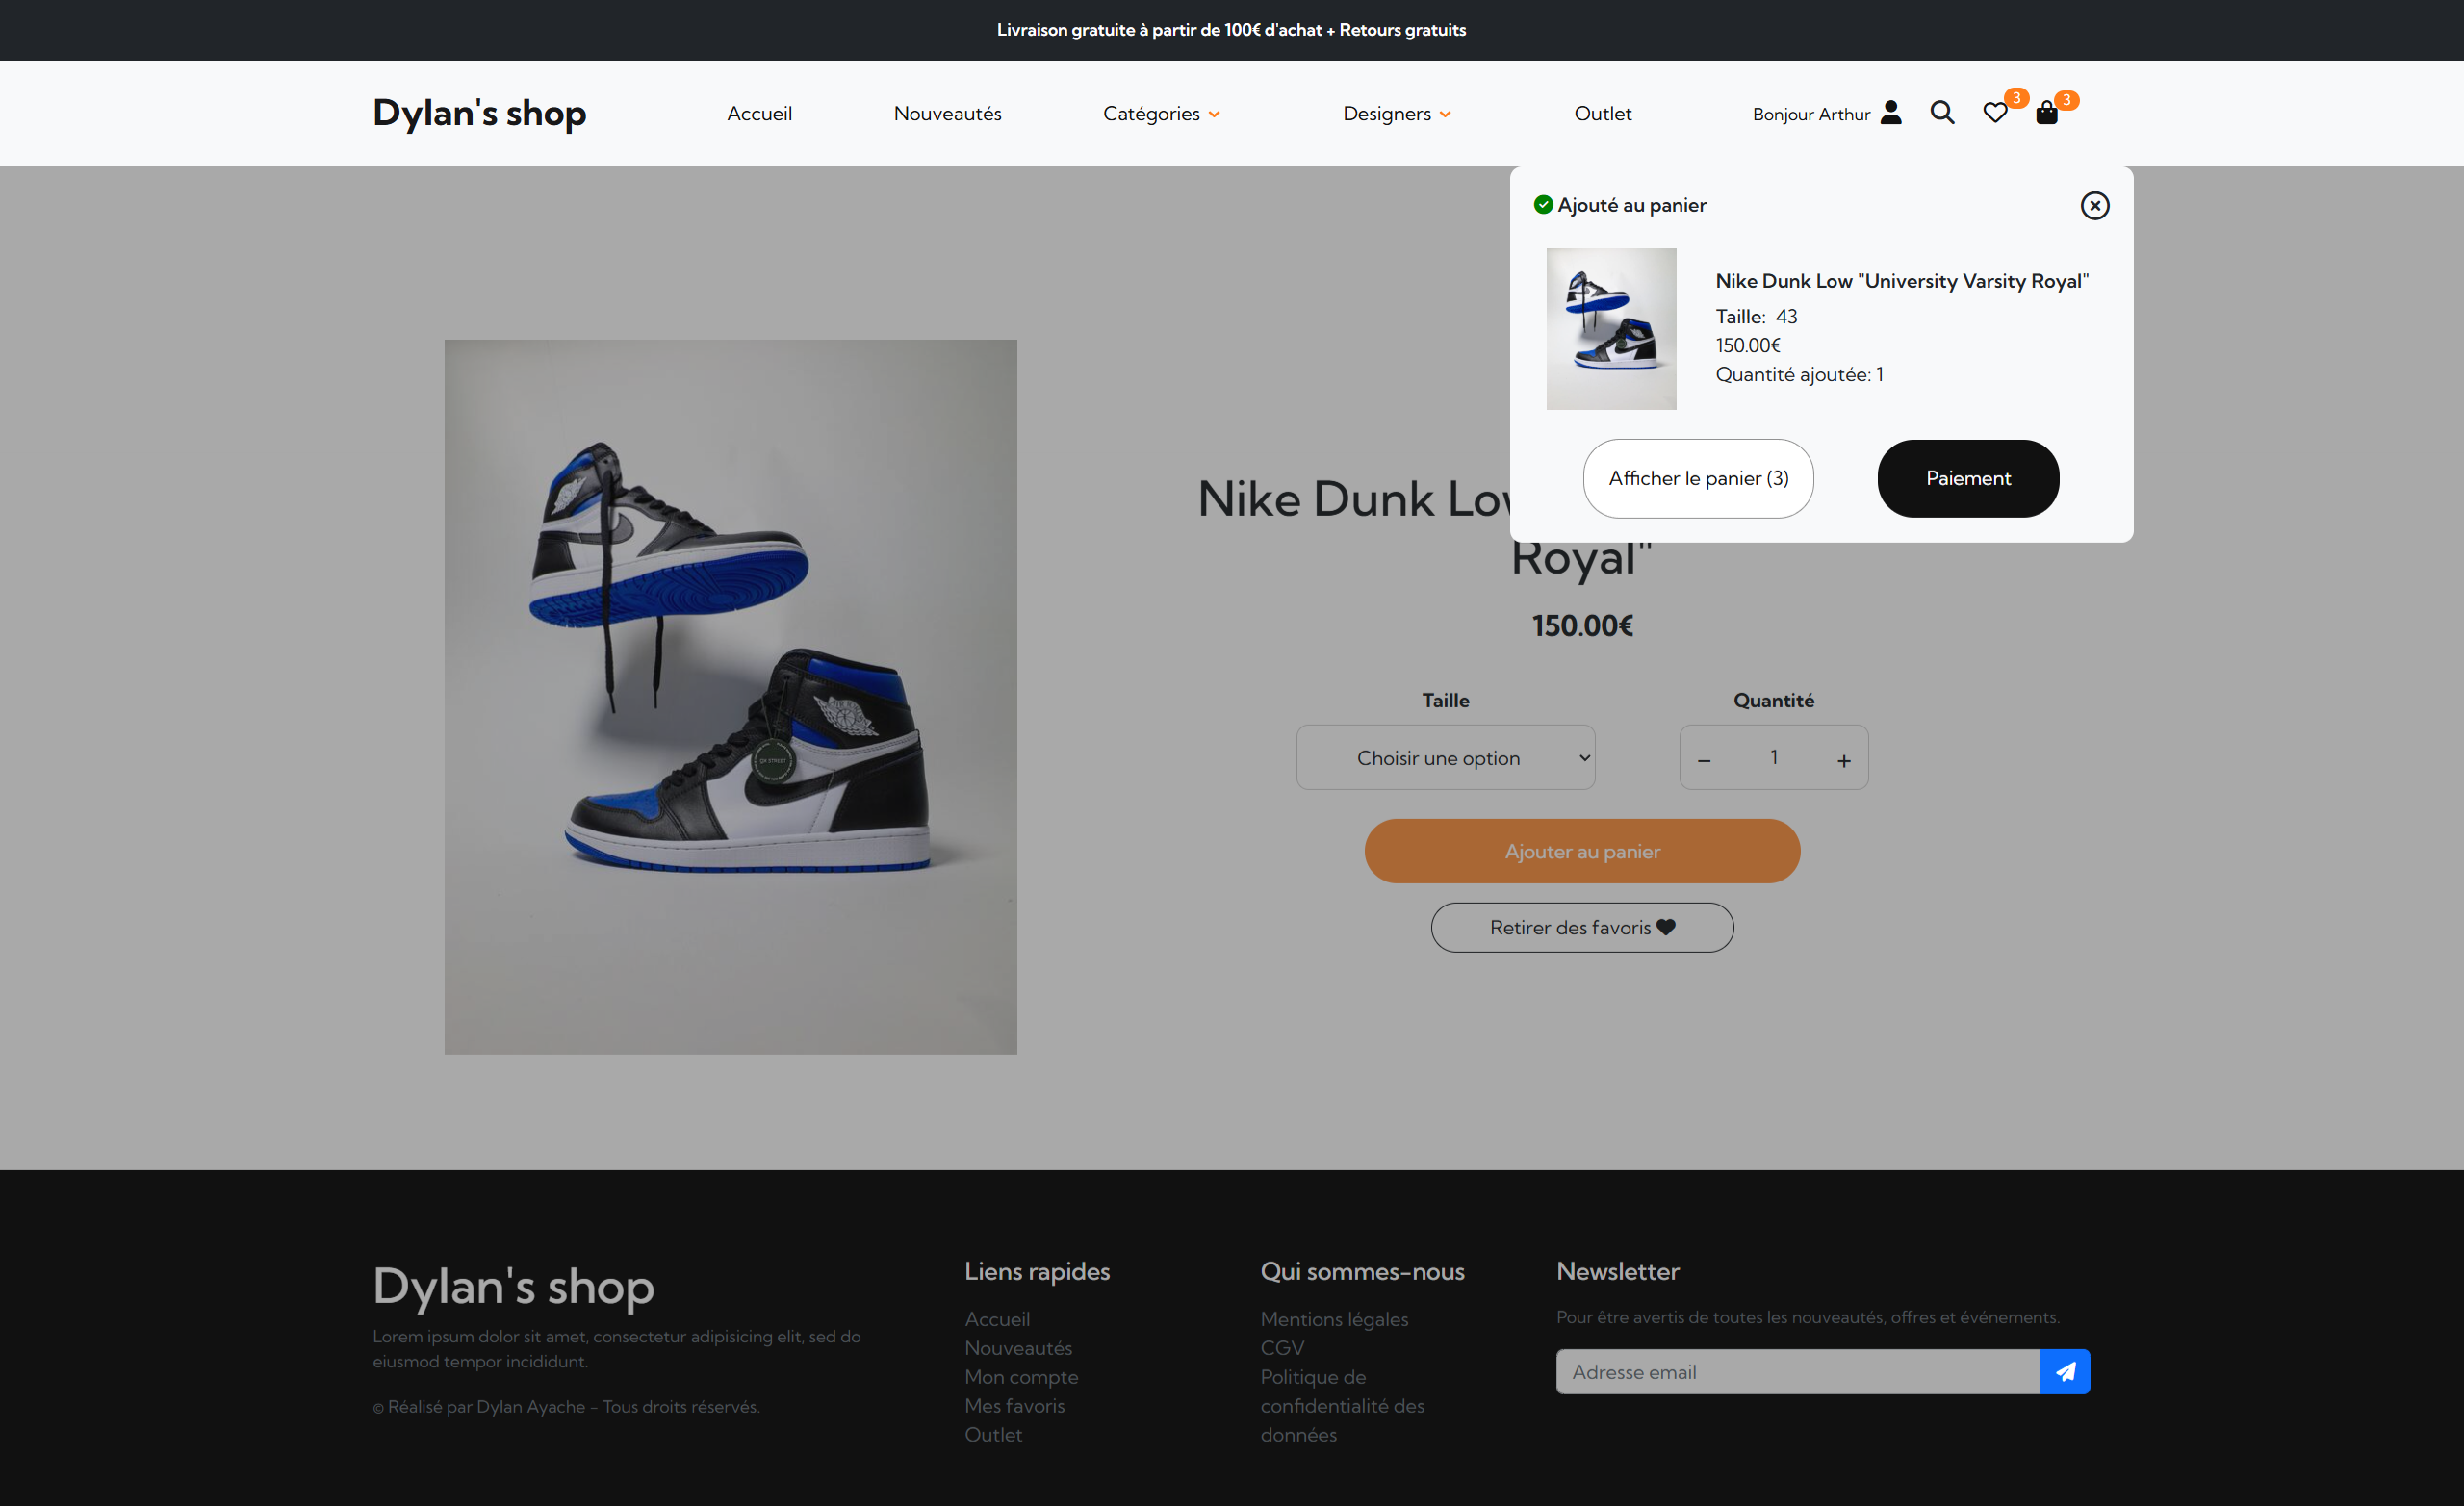 Livraison gratuite à partir de 100€ d'achat + Retours gratuits
Dylan's shop
Accueil
Nouveautés
Catégories
Designers
Outlet
Bonjour Arthur
3
3
Ajouté au panier
Nike Dunk Low "University Varsity Royal"
Taille: 43
150.00€
Quantité ajoutée: 1
Afficher le panier (3)
Paiement
Nike Dunk Low
Royal"
150.00€
Taille
Quantité
Choisir une option
1
Ajouter au panier
Retirer des favoris
Dylan's shop
Lorem ipsum dolor sit amet, consectetur adipisicing elit, sed do
eiusmod tempor incididunt.
© Réalisé par Dylan Ayache - Tous droits réservés.
Liens rapides
Accueil
Nouveautés
Mon compte
Mes favoris
Outlet
Qui sommes-nous
Mentions légales
CGV
Politique de
confidentialité des
données
Newsletter
Pour être avertis de toutes les nouveautés, offres et événements.
Adresse email